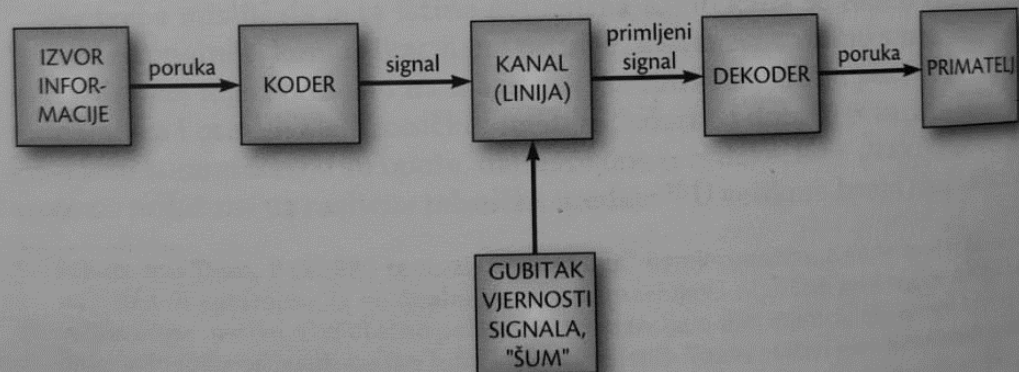 IZVOR
INFOR-
MACIJE
poruka
KODER
signal
KANAL
(LINIJA)
primljeni
signal
DEKODER
poruka
PRIMATELJ
GUBITAK
VJERNOSTI
SIGNALA,
"ŠUM"